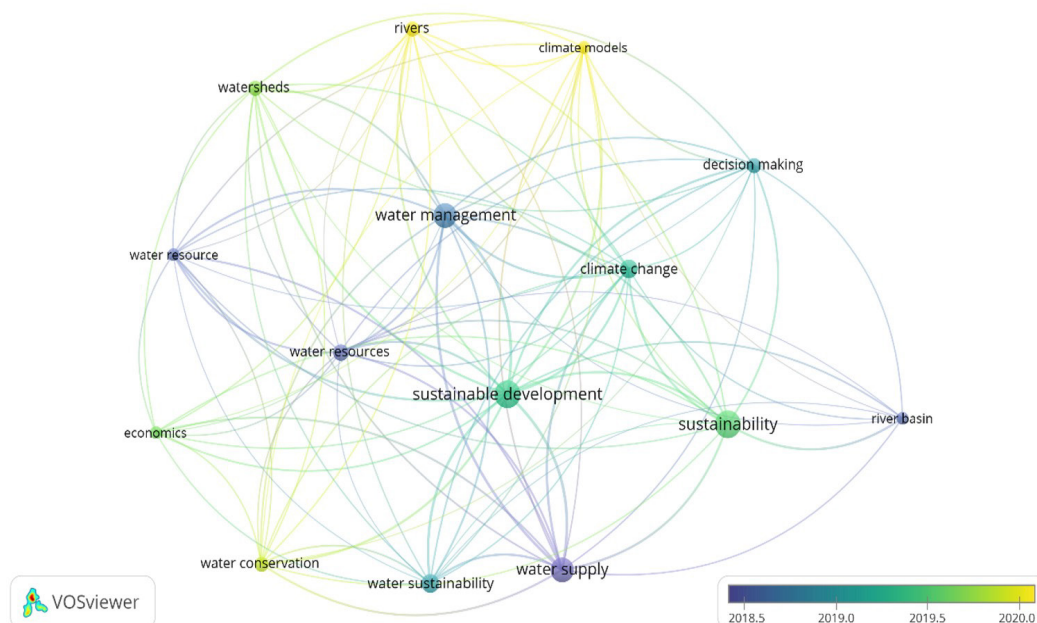 rivers
climate models
watersheds
decision making
water management
water resource
climate change
water resources
sustainable development
sustainability
river basin
economics
water conservation
water supply
water sustainability
VOSviewer
2018.5 2019.0 2019.5 2020.0